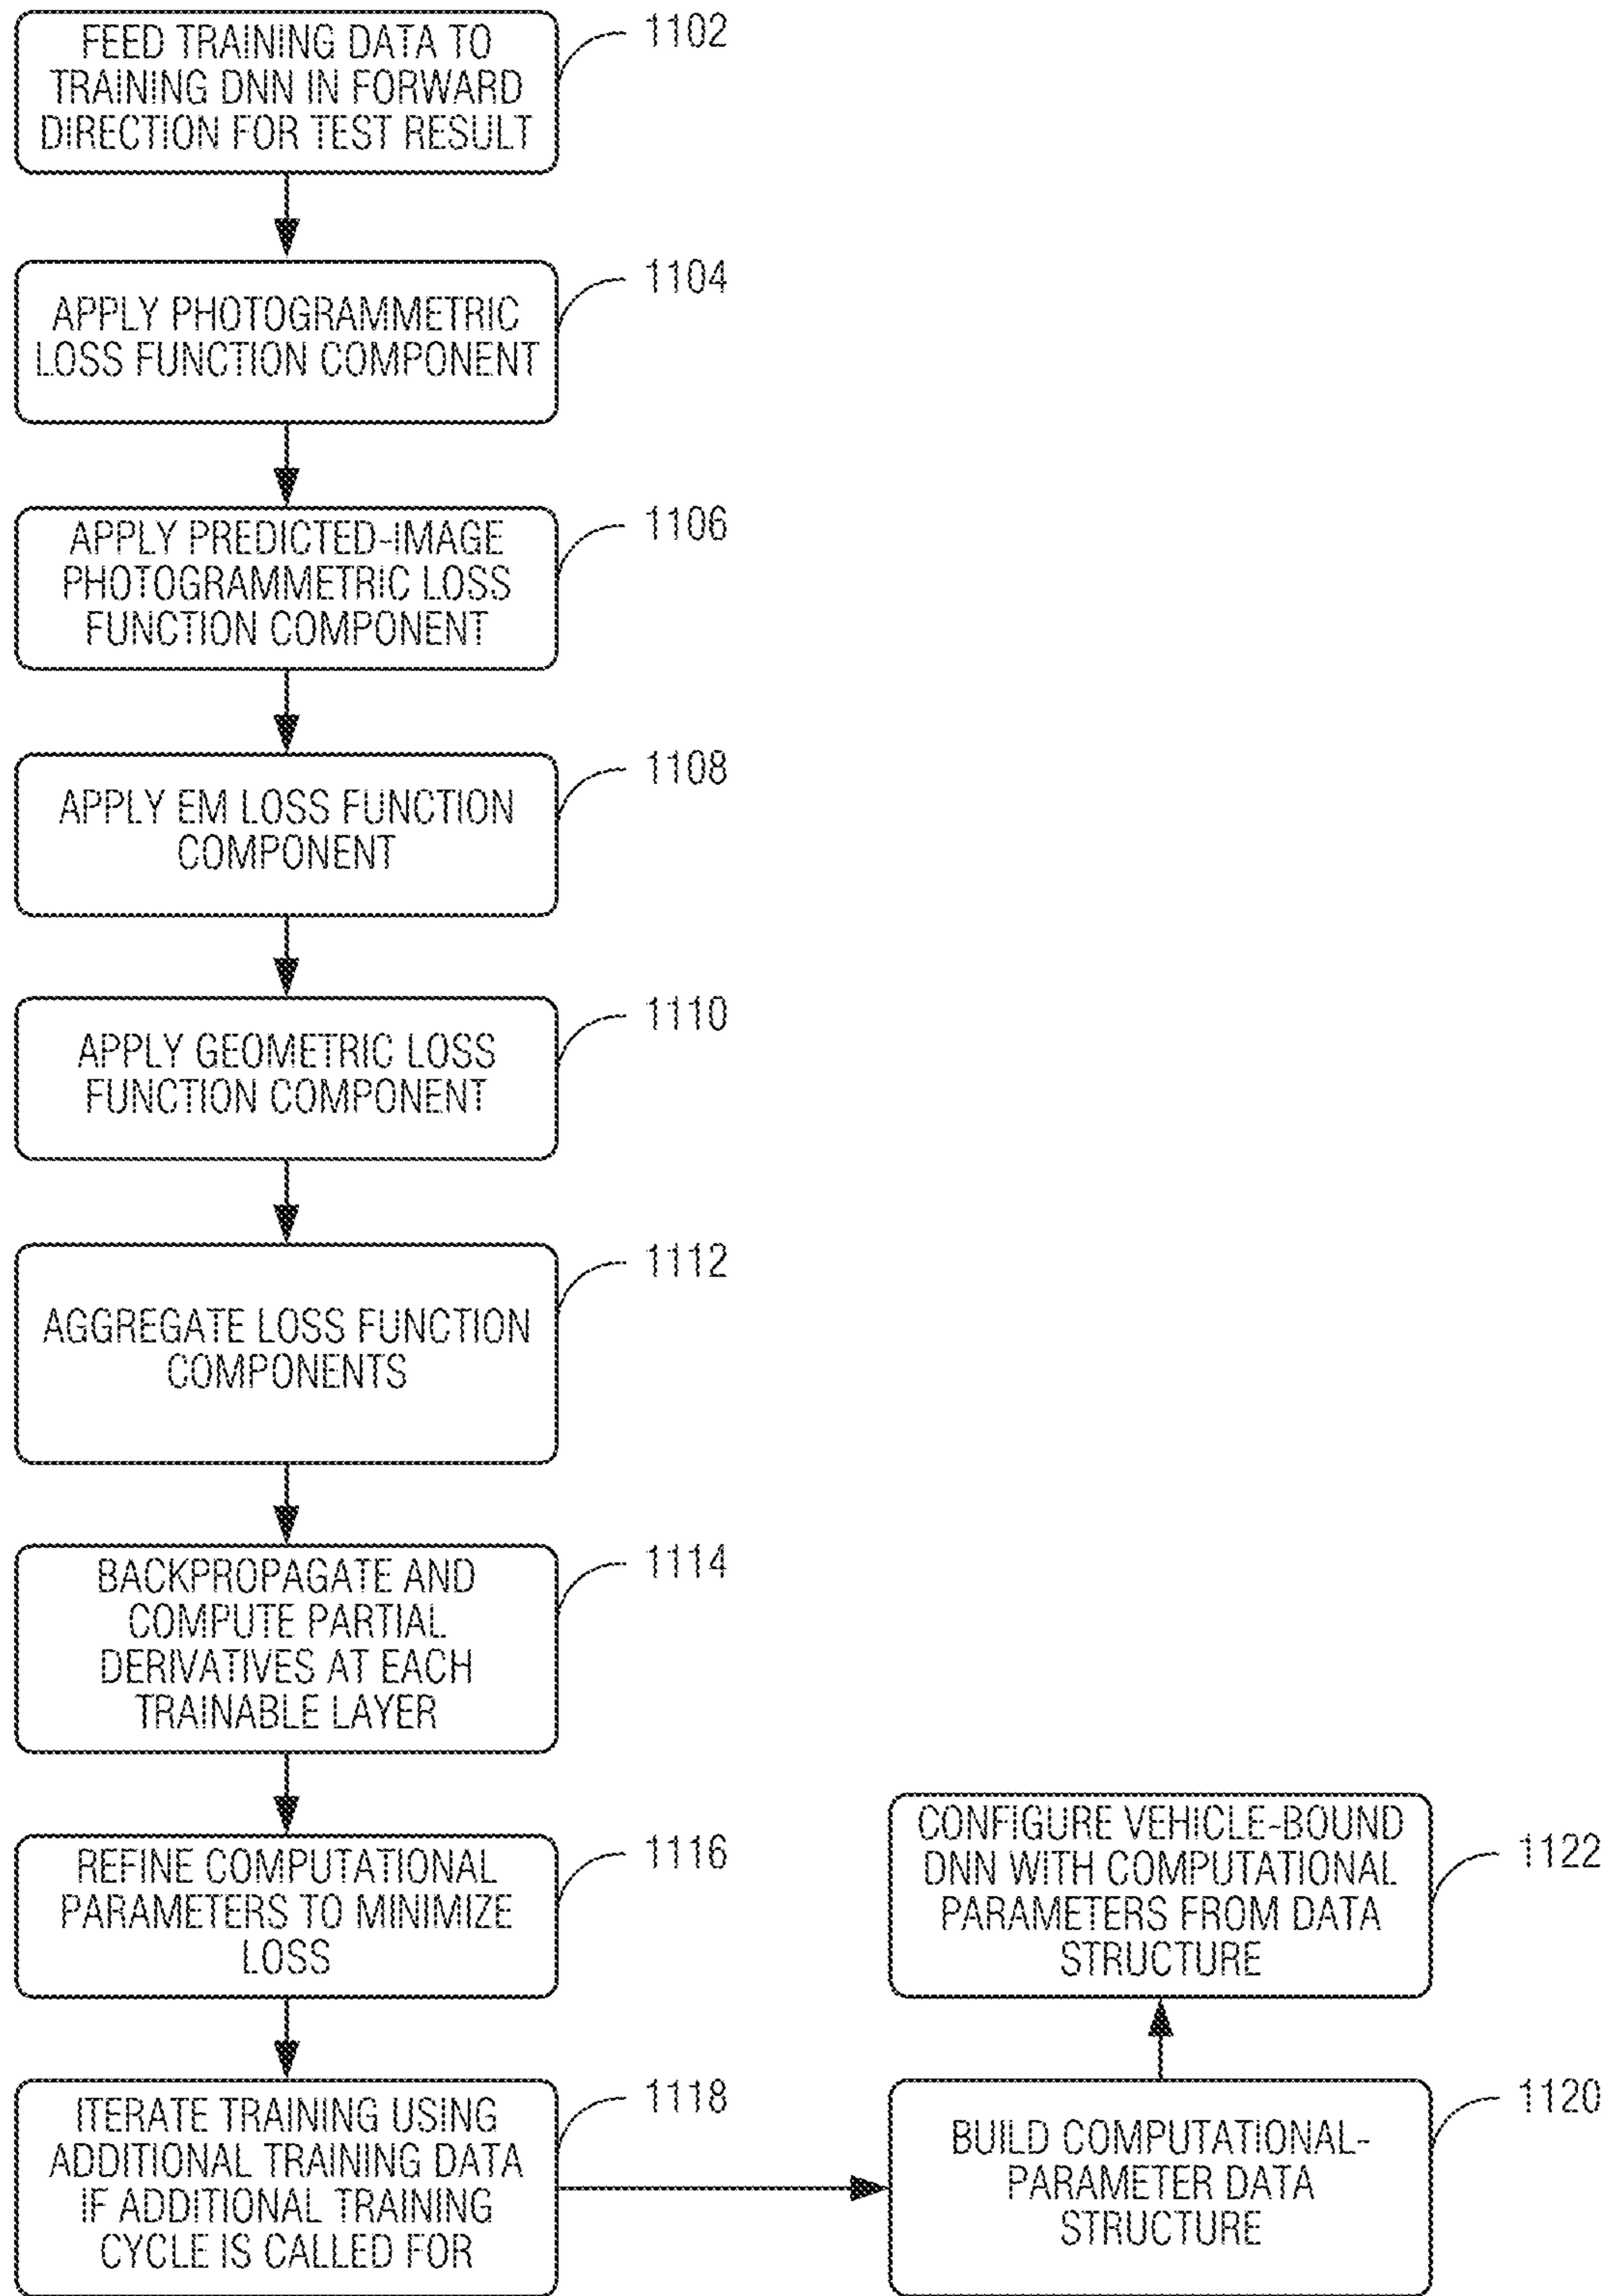 FEED TRAINING DATA TO
TRAINING DNN IN FORWARD
DIRECTION FOR TEST RESULT
1102
APPLY PHOTOGRAMMETRIC
LOSS FUNCTION COMPONENT
1104
APPLY PREDICTED-IMAGE
PHOTOGRAMMETRIC LOSS
FUNCTION COMPONENT
1106
APPLY EM LOSS FUNCTION
COMPONENT
1108
APPLY GEOMETRIC LOSS
FUNCTION COMPONENT
1110
AGGREGATE LOSS FUNCTION
COMPONENTS
1112
BACKPROPAGATE AND
COMPUTE PARTIAL
DERIVATIVES AT EACH
TRAINABLE LAYER
1114
REFINE COMPUTATIONAL
PARAMETERS TO MINIMIZE
LOSS
1116
ITERATE TRAINING USING
ADDITIONAL TRAINING DATA
IF ADDITIONAL TRAINING
CYCLE IS CALLED FOR
1118
BUILD COMPUTATIONAL-
PARAMETER DATA
STRUCTURE
1120
CONFIGURE VEHICLE-BOUND
DNN WITH COMPUTATIONAL
PARAMETERS FROM DATA
STRUCTURE
1122